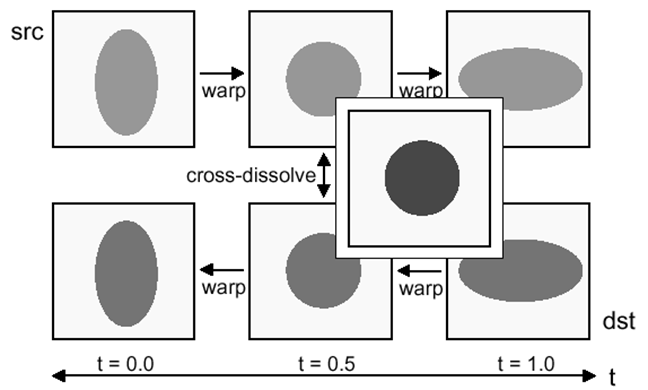 src
warp
warp
cross-dissolve
warp
warp
dst
t = 0.0
t = 0.5
t = 1.0
t